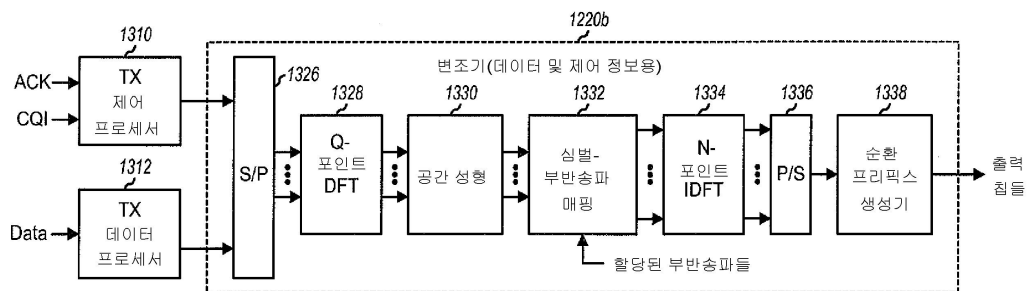 1220b
1310
ACK
CQI
TX
제어
프로세서
1312
Data
TX
데이터
프로세서
변조기(데이터 및 제어 정보용)
1326
S/P
1328
Q-
포인트
DFT
1330
공간 성형
1332
심벌-
부반송파
매핑
할당된 부반송파들
1334
N-
포인트
IDFT
1336
P/S
1338
순환
프리픽스
생성기
출력
칩들